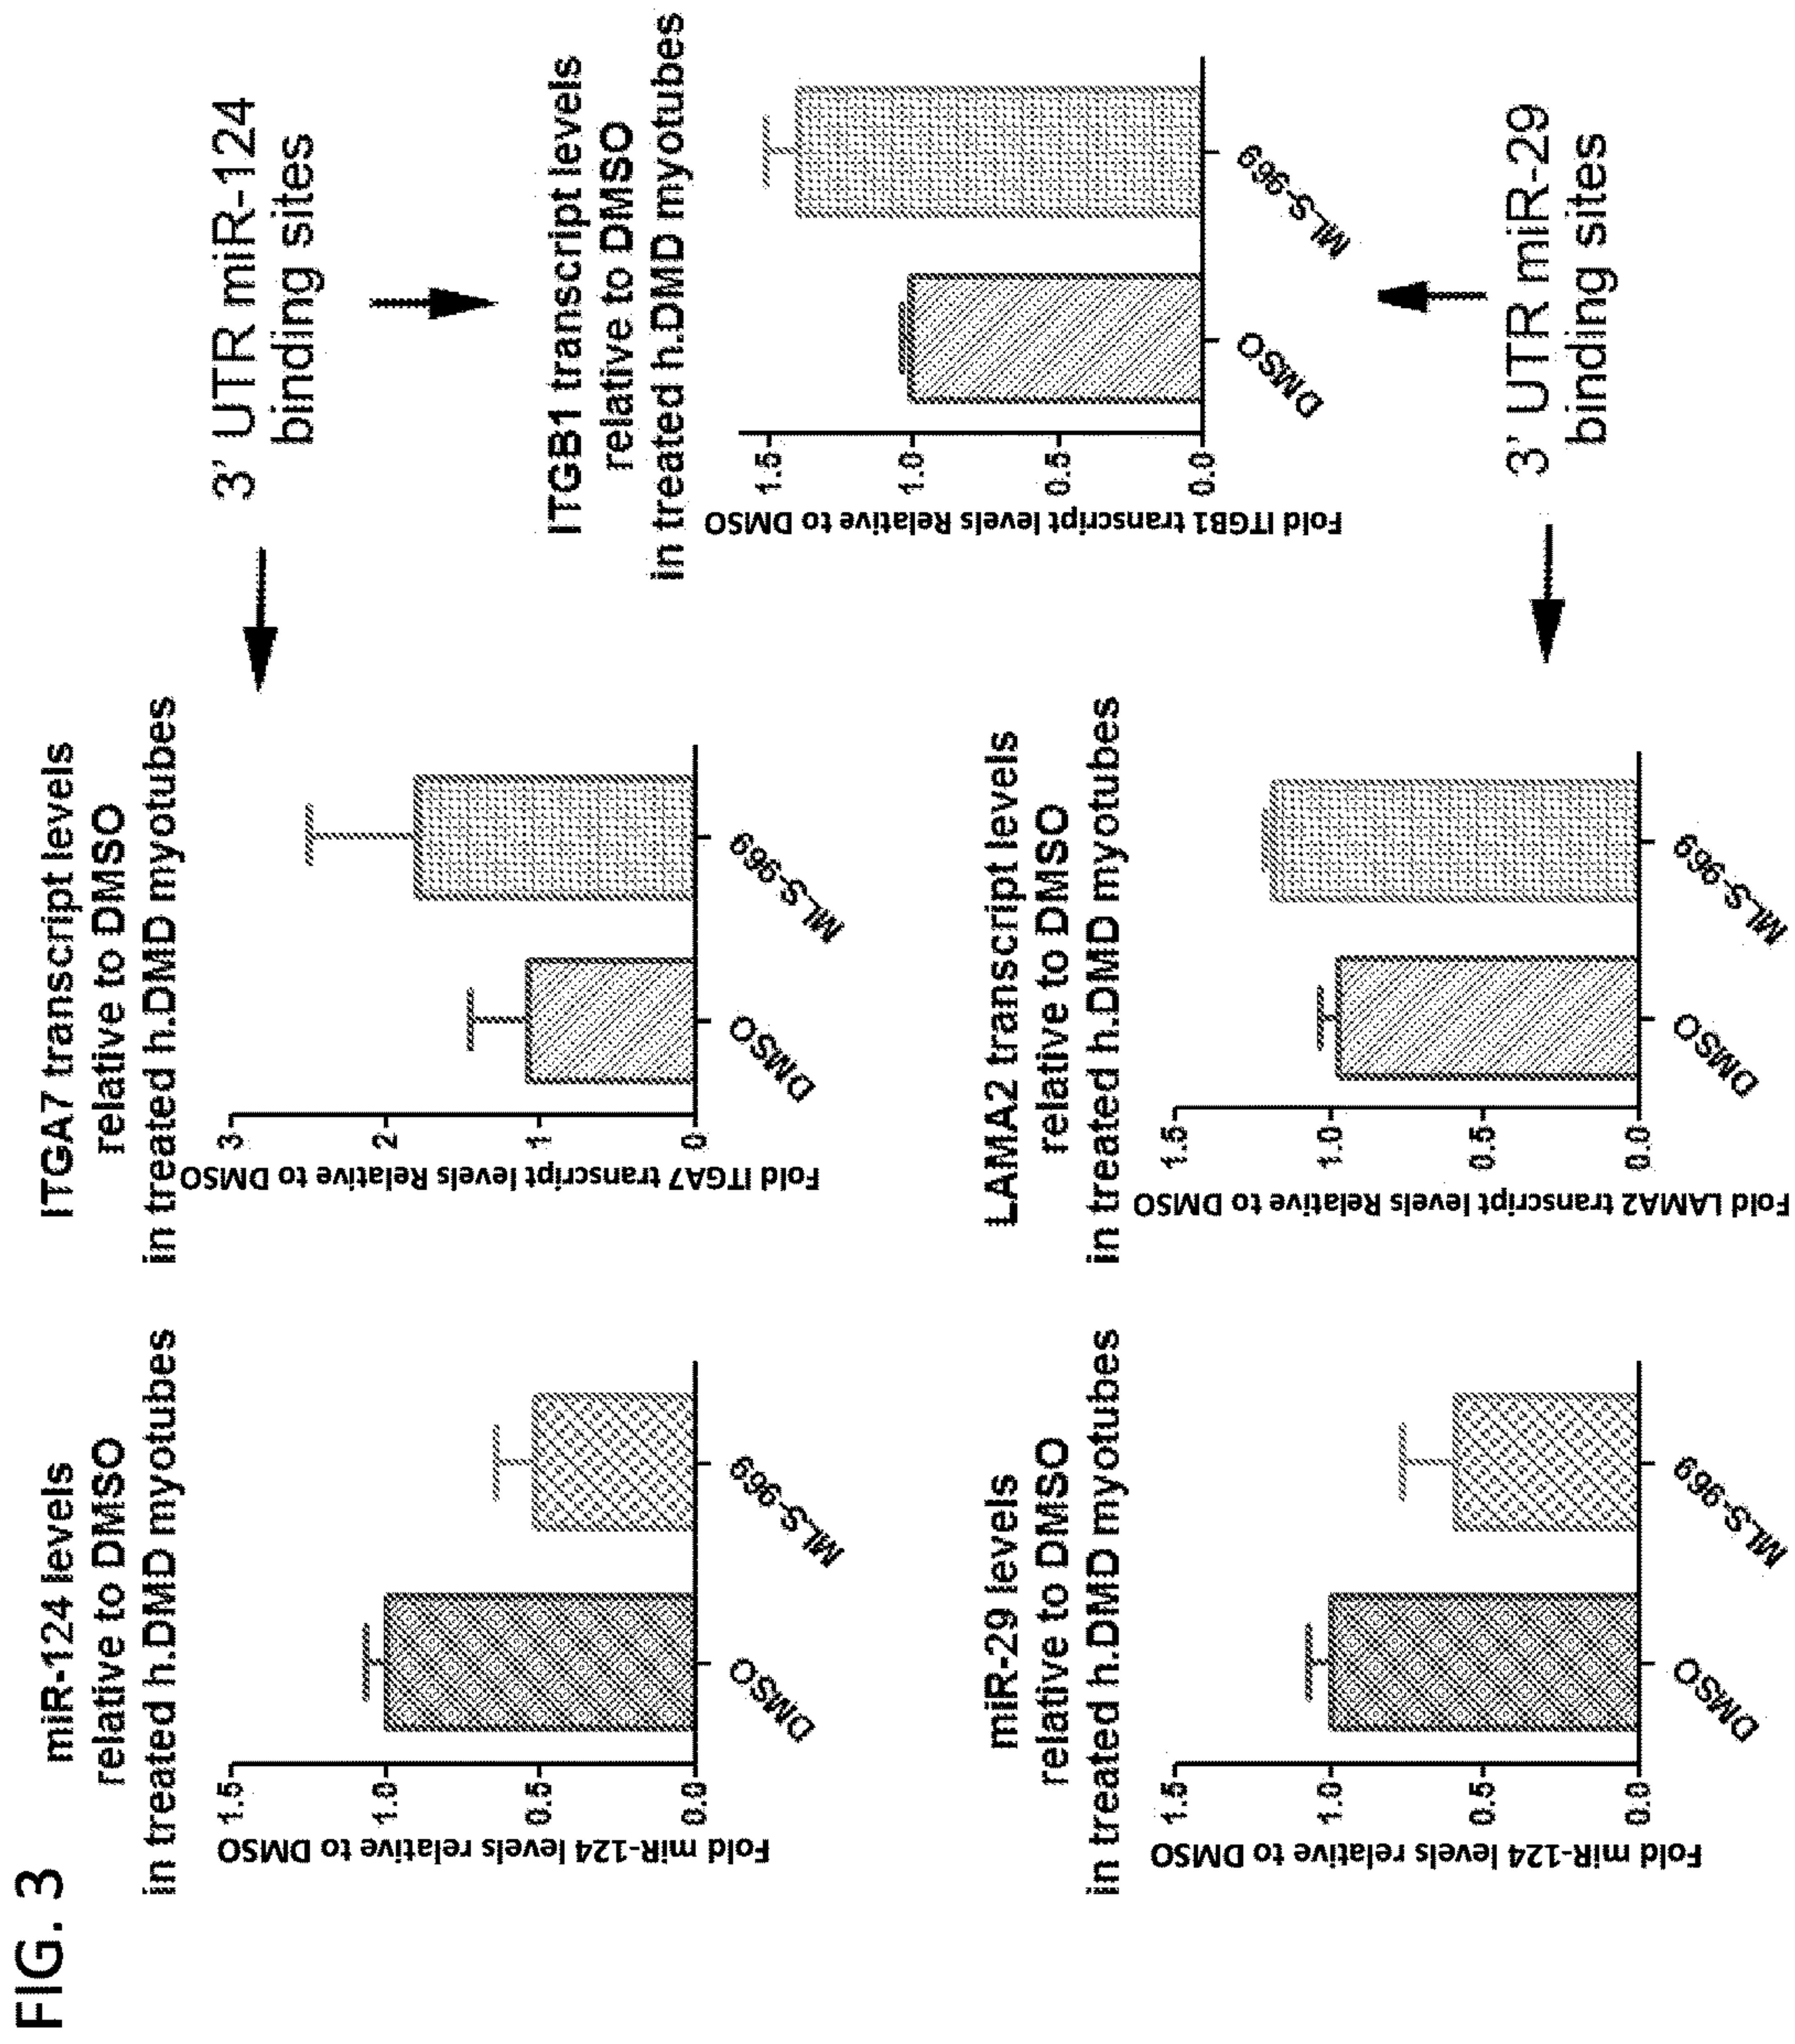 FIG. 3
miR-124 levels
relative to DMSO
in treated h.DMD myotubes
Fold miR-124 levels relative to DMSO
1.5
1.0
0.5
0.0
DMSO
MLS-969
ITGA7 transcript levels
relative to DMSO
in treated h.DMD myotubes
Fold ITGA7 transcript levels Relative to DMSO
3
2
1
0
DMSO
MLS-969
3' UTR miR-124
binding sites
ITGB1 transcript levels
relative to DMSO
in treated h.DMD myotubes
Fold ITGB1 transcript levels Relative to DMSO
1.5
1.0
0.5
0.0
DMSO
MLS-969
miR-29 levels
relative to DMSO
in treated h.DMD myotubes
Fold miR-124 levels relative to DMSO
1.5
1.0
0.5
0.0
DMSO
MLS-969
LAMA2 transcript levels
relative to DMSO
in treated h.DMD myotubes
Fold LAMA2 transcript levels Relative to DMSO
1.5
1.0
0.5
0.0
DMSO
MLS-969
3' UTR miR-29
binding sites